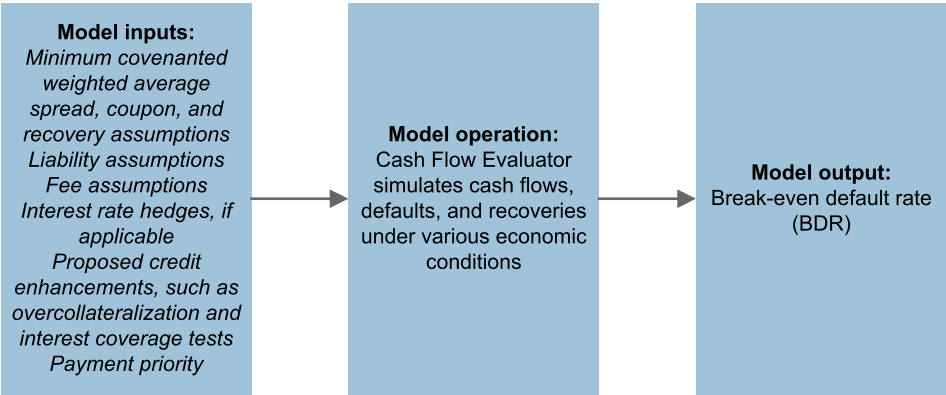 Model inputs:
Minimum covenanted
weighted average
spread, coupon, and
recovery assumptions
Liability assumptions
Fee assumptions
Interest rate hedges, if
applicable
Proposed credit
enhancements, such as
overcollateralization and
interest coverage tests
Payment priority
Model operation:
Cash Flow Evaluator
simulates cash flows,
defaults, and recoveries
under various economic
conditions
Model output:
Break-even default rate
(BDR)